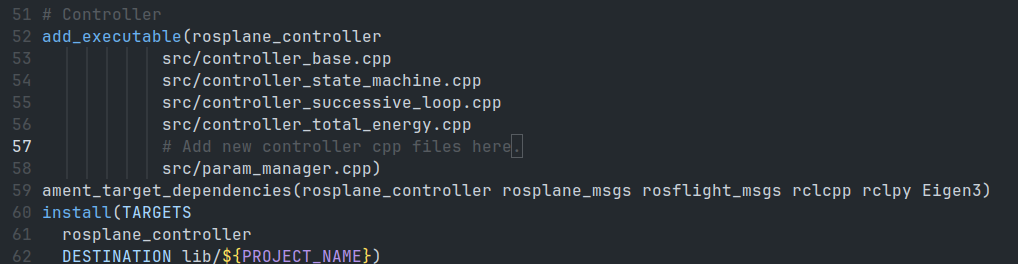 51 # Controller
52 add_executable(rosplane_controller
53             src/controller_base.cpp
54             src/controller_state_machine.cpp
55             src/controller_successive_loop.cpp
56             src/controller_total_energy.cpp
57             # Add new controller cpp files here.
58             src/param_manager.cpp)
59 ament_target_dependencies(rosplane_controller rosplane_msgs rosflight_msgs rclcpp rclpy Eigen3)
60 install(TARGETS
61   rosplane_controller
62   DESTINATION lib/${PROJECT_NAME})